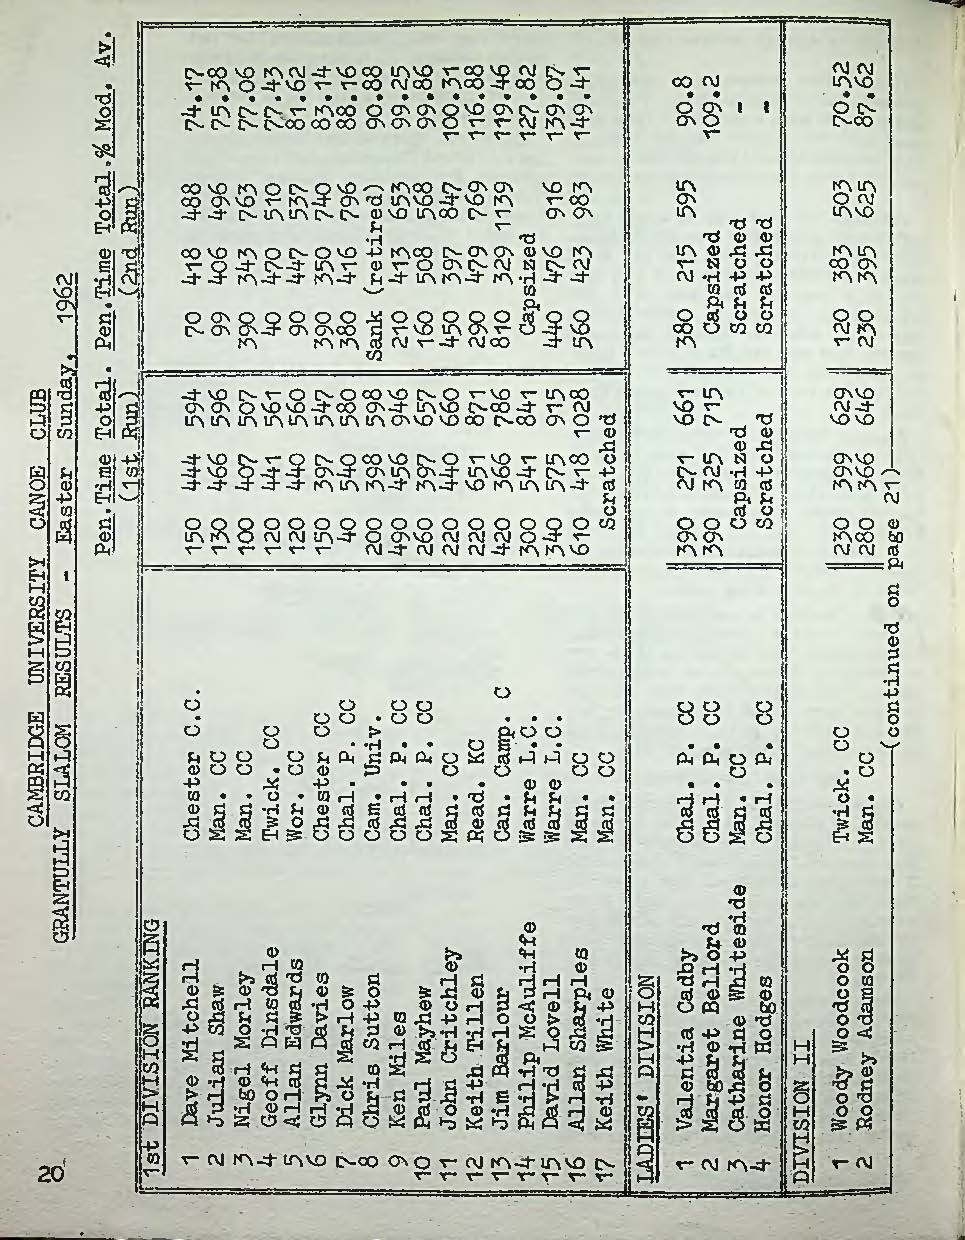 20
CAMBRIDGE UNIVERSITY CANOE CLUB
GRANTULLY SLALOM RESULTS - Easter Sunday, 1962
Pen.Time Total. Pen.Time Total.% Mod. Av.
(1st Run) (2nd Run)
1st DIVISION RANKING
1 Dave Mitchell Chester C.C. 150 444 594 70 418 488 74.17
2 Julian Shaw Man. CC 130 466 596 99 406 496 75.38
3 Nigel Morley Man. CC 100 407 507 390 343 763 77.06
4 Geoff Dinsdale Twick. CC 120 441 561 40 470 510 77.43
5 Allan Edwards Wor. CC 120 440 560 90 447 537 81.62
6 Glynn Davies Chester CC 150 397 547 390 350 740 83.14
7 Dick Marlow Chal. P. CC 40 540 580 380 416 796 88.16
8 Chris Sutton Cam. Univ. 200 398 598 Sank (retired) 90.88
9 Ken Miles Chal. P. CC 490 456 946 210 413 653 99.25
10 Paul Mayhew Chal. P. CC 260 397 657 160 508 568 99.86
11 John Critchley Man. CC 220 440 660 450 397 847 100.31
12 Keith Tillen Read. KC 220 651 871 290 479 769 116.88
13 Jim Barlour Can. Camp. C 420 366 786 810 329 1139 119.46
14 Philip McAuliffe Warre L.C. 300 541 841 Capsized 127.82
15 David Lovell Warre L.C. 340 575 915 440 476 916 139.07
16 Allan Sharples Man. CC 610 418 1028 560 423 983 149.41
17 Keith White Man. CC Scratched
LADIES' DIVISION
1 Valentia Cadby Chal. P. CC 390 271 661 380 215 595 90.8
2 Margaret Bellord Chal. P. CC 390 325 715 Capsized 109.2
3 Catharine Whiteside Man. CC Capsized Scratched -
4 Honor Hodges Chal. P. CC Scratched Scratched -
DIVISION II
1 Woody Woodcook Twick. CC 230 399 629 120 383 503 70.52
2 Rodney Adamson Man. CC 280 366 646 230 395 625 87.62
(continued on page 21)